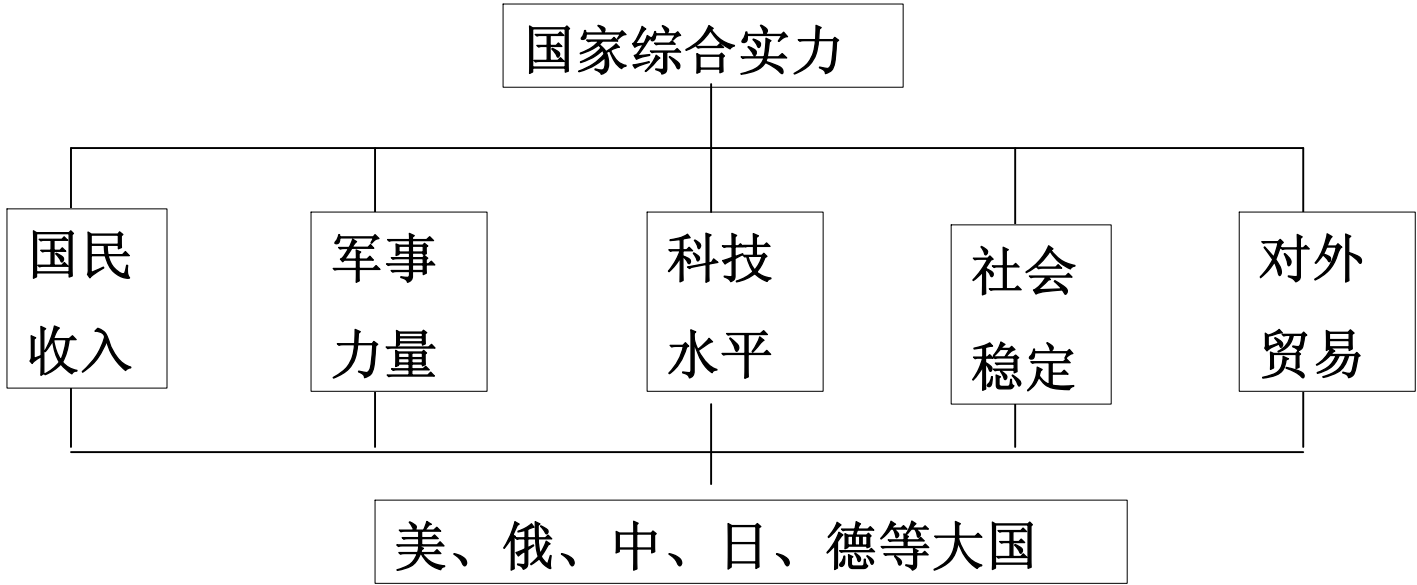 国家综合实力
国民
收入
军事
力量
科技
水平
社会
稳定
对外
贸易
美、俄、中、日、德等大国